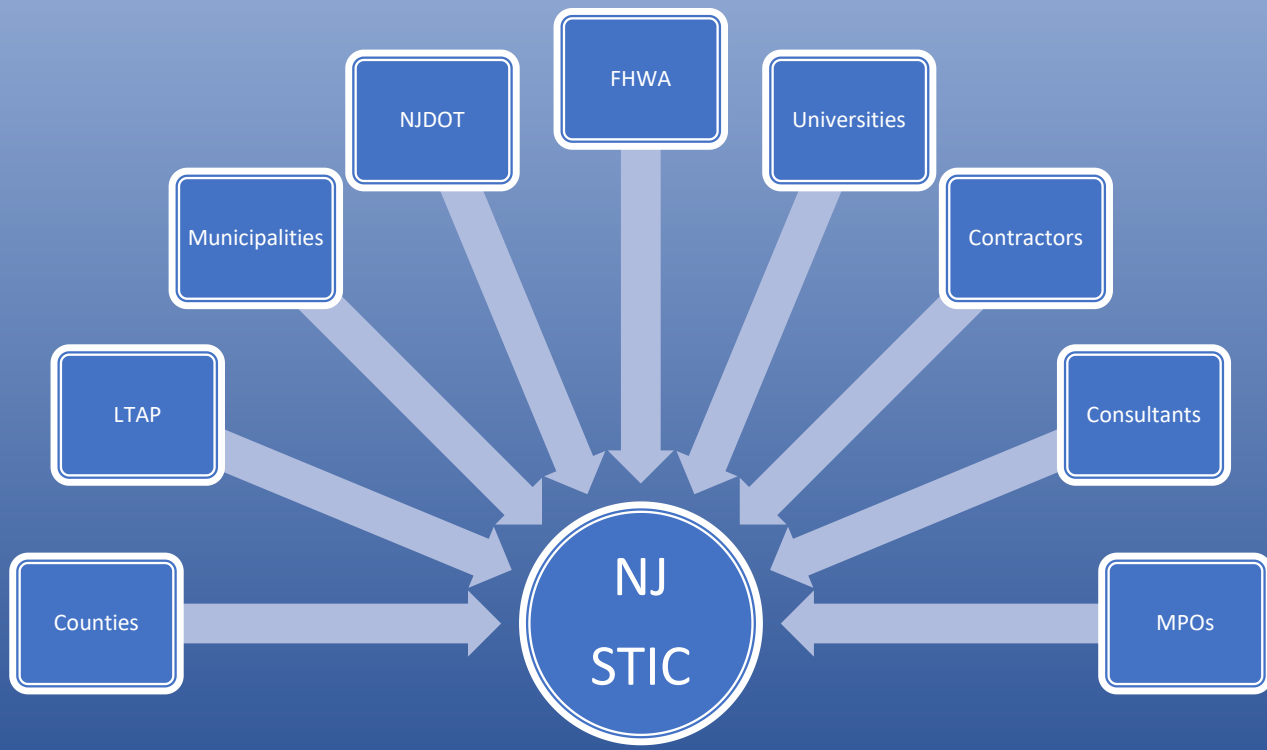 FHWA
NJDOT
Universities
Municipalities
Contractors
LTAP
Consultants
Counties
MPOs
NJ
STIC